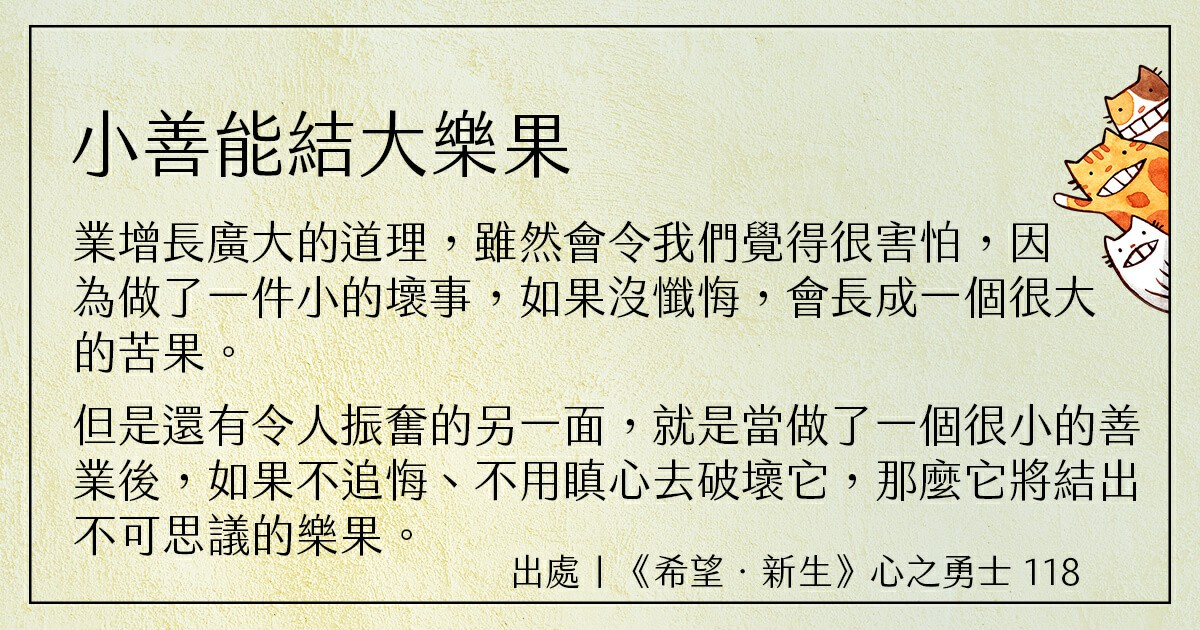 小善能結大樂果
業增長廣大的道理，雖然會令我們覺得很害怕，因
為做了一件小的壞事，如果沒懺悔，會長成一個很大
的苦果。
但是還有令人振奮的另一面，就是當做了一個很小的善
業後，如果不追悔、不用瞋心去破壞它，那麼它將結出
不可思議的樂果。
出處｜《希望．新生》心之勇士 118